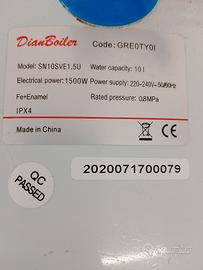 DianBoiler
Code: GRE0TY0I
Model: SN10SVE1.5U Water capacity: 10 l
Electrical power: 1500W Power supply: 220-240V~50/60Hz
Fe+Enamel Rated pressure: 0,8MPa
IPX4
Made in China
2020071700079
QC
PASSED